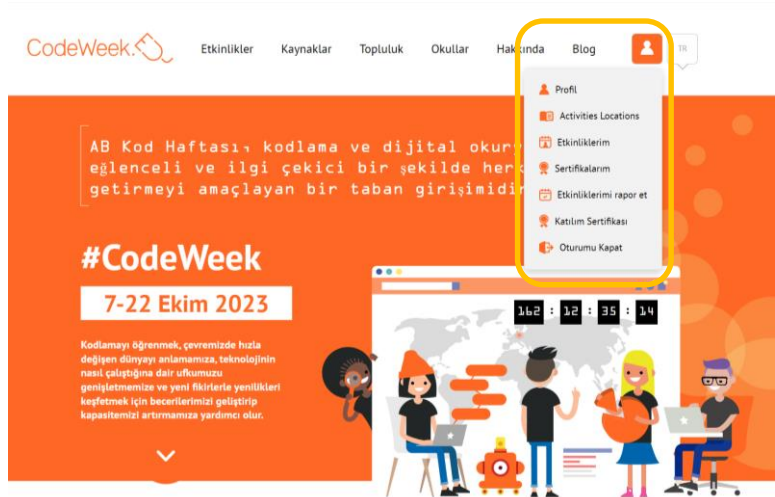 CodeWeek.
Etkinlikler Kaynaklar Topluluk Okullar Hakkında Blog TR
Profil
Activities Locations
Etkinliklerim
Sertifikalarım
Etkinliklerimi rapor et
Katılım Sertifikası
Oturumu Kapat
AB Kod Haftası, kodlama ve dijital
eğlenceli ve ilgi çekici bir şekilde
getirmeyi amaçlayan bir taban girişimidir
#CodeWeek
7-22 Ekim 2023
162 : 12 : 35 : 14
Kodlamayı öğrenmek, çevremizde hızla
değişen dünyayı anlamamıza, teknolojinin
nasıl çalıştığına dair ufkumuzu
genişletmemize ve yeni fikirlerle yenilikleri
keşfetmek için becerilerimizi geliştirip
kapasitemizi artırmamıza yardımcı olur.